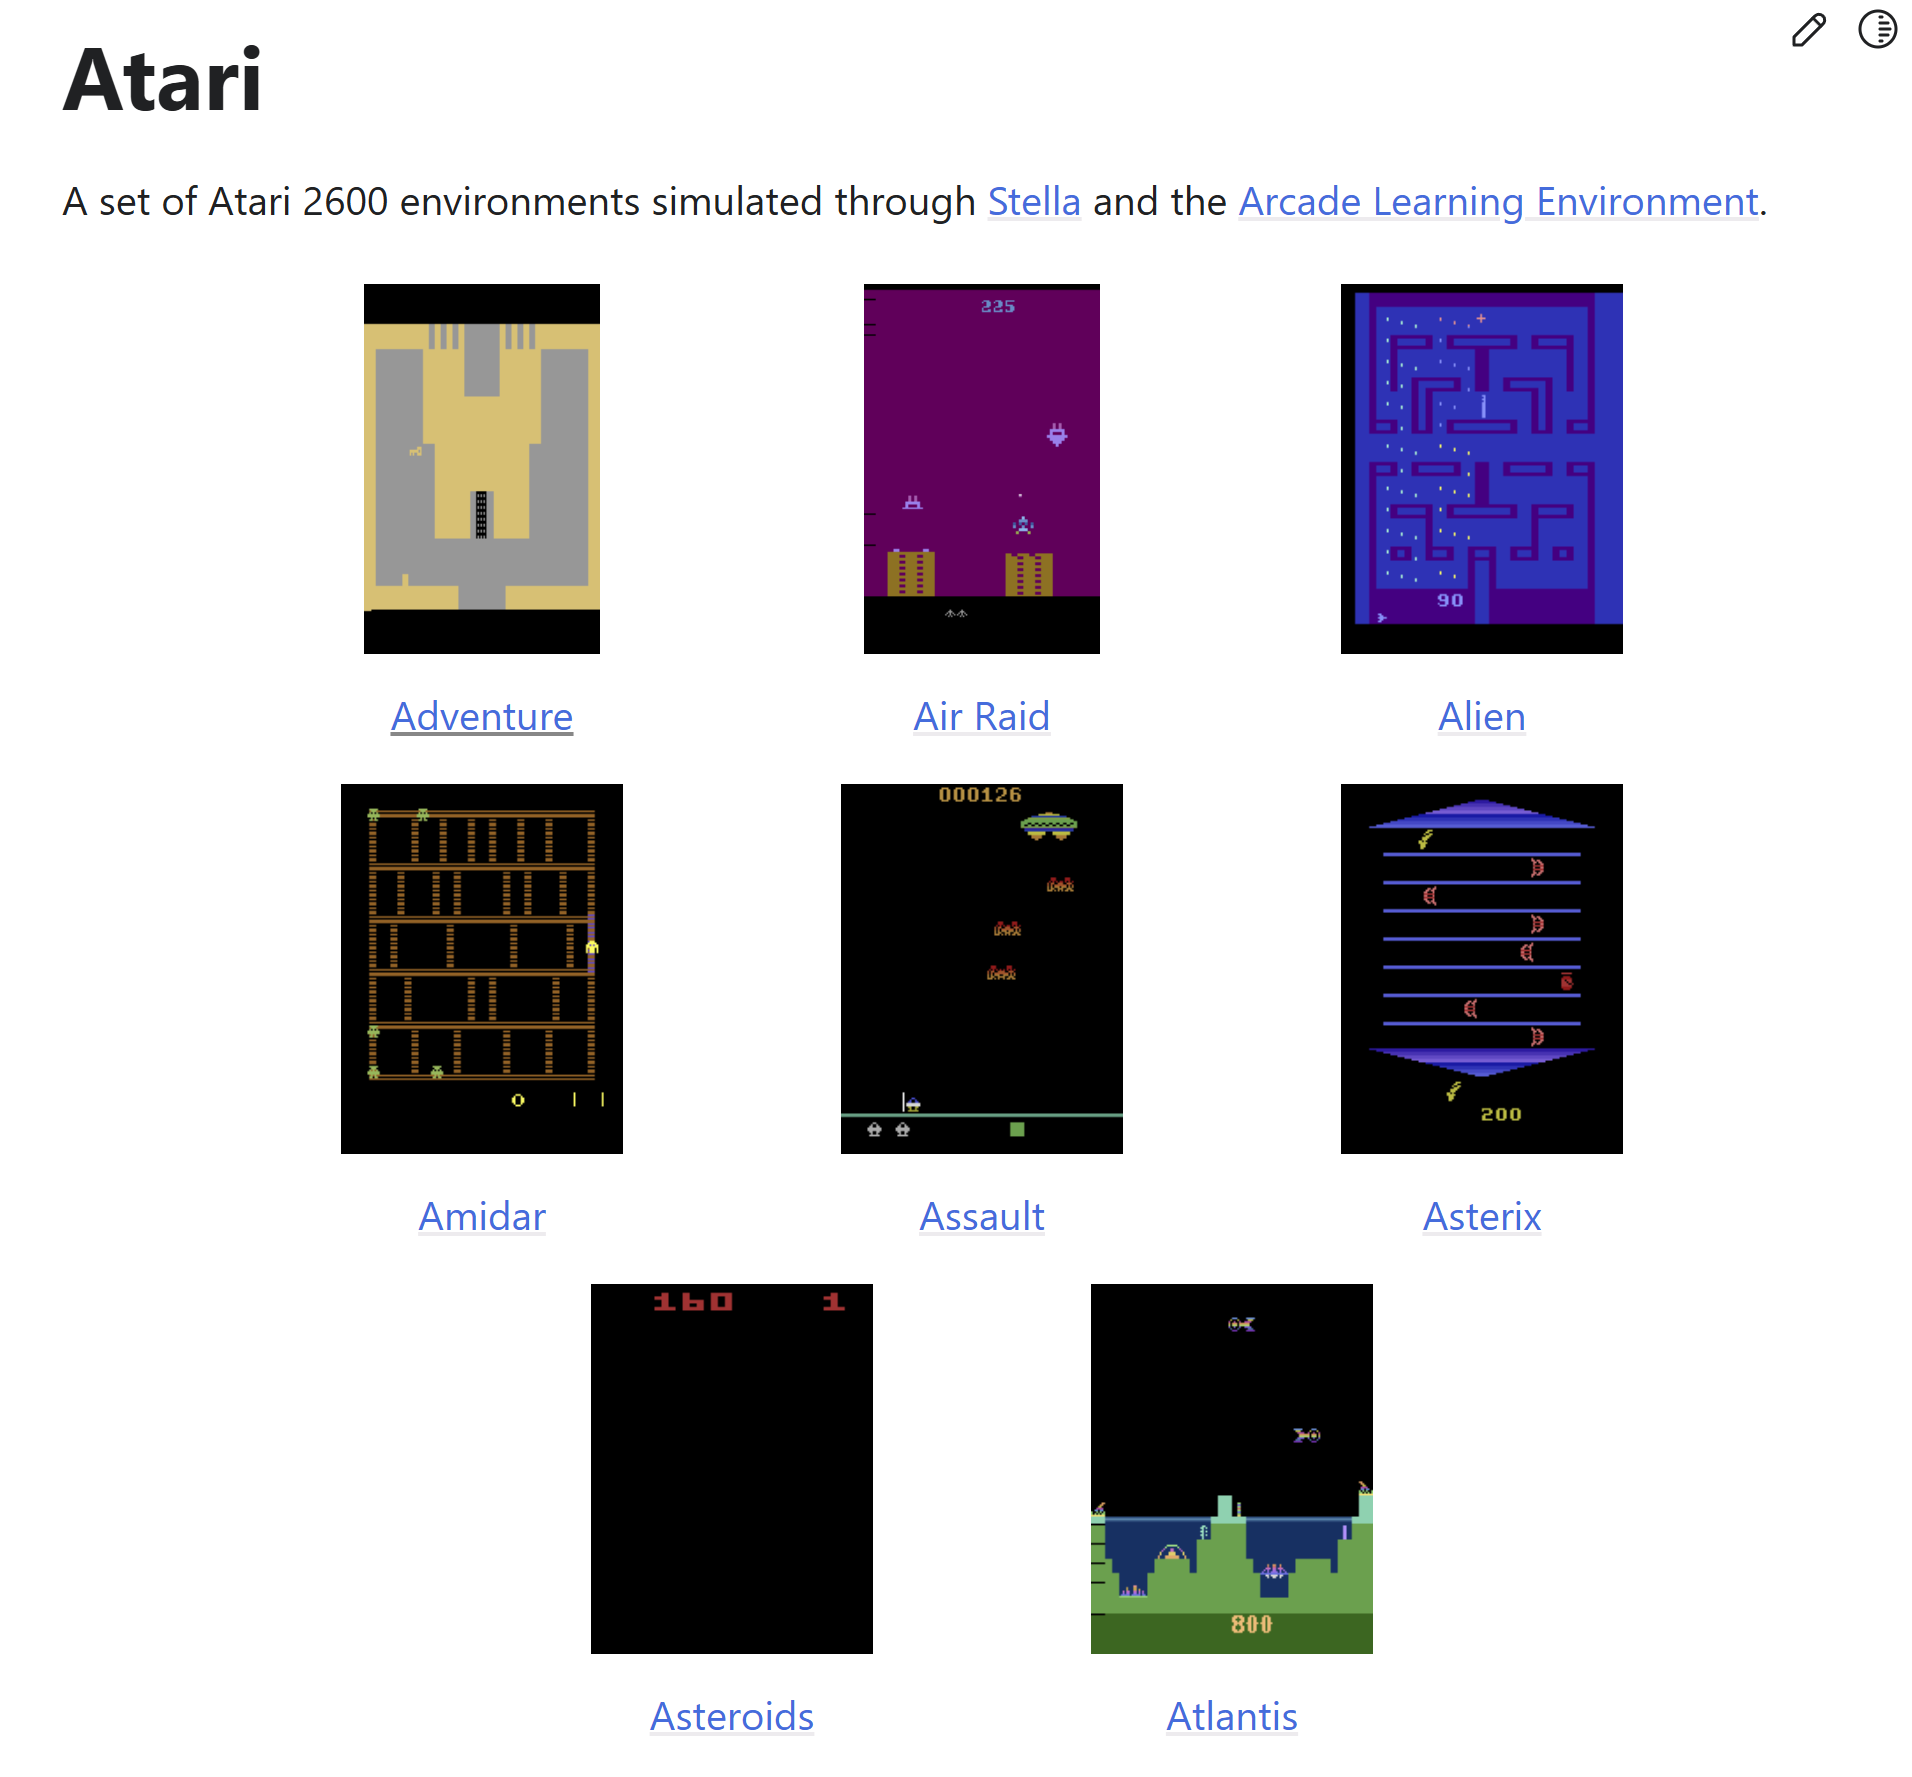 Atari
A set of Atari 2600 environments simulated through Stella and the Arcade Learning Environment.
225
90
Adventure
Air Raid
Alien
000126
200
Amidar
Assault
Asterix
160 1
800
Asteroids
Atlantis